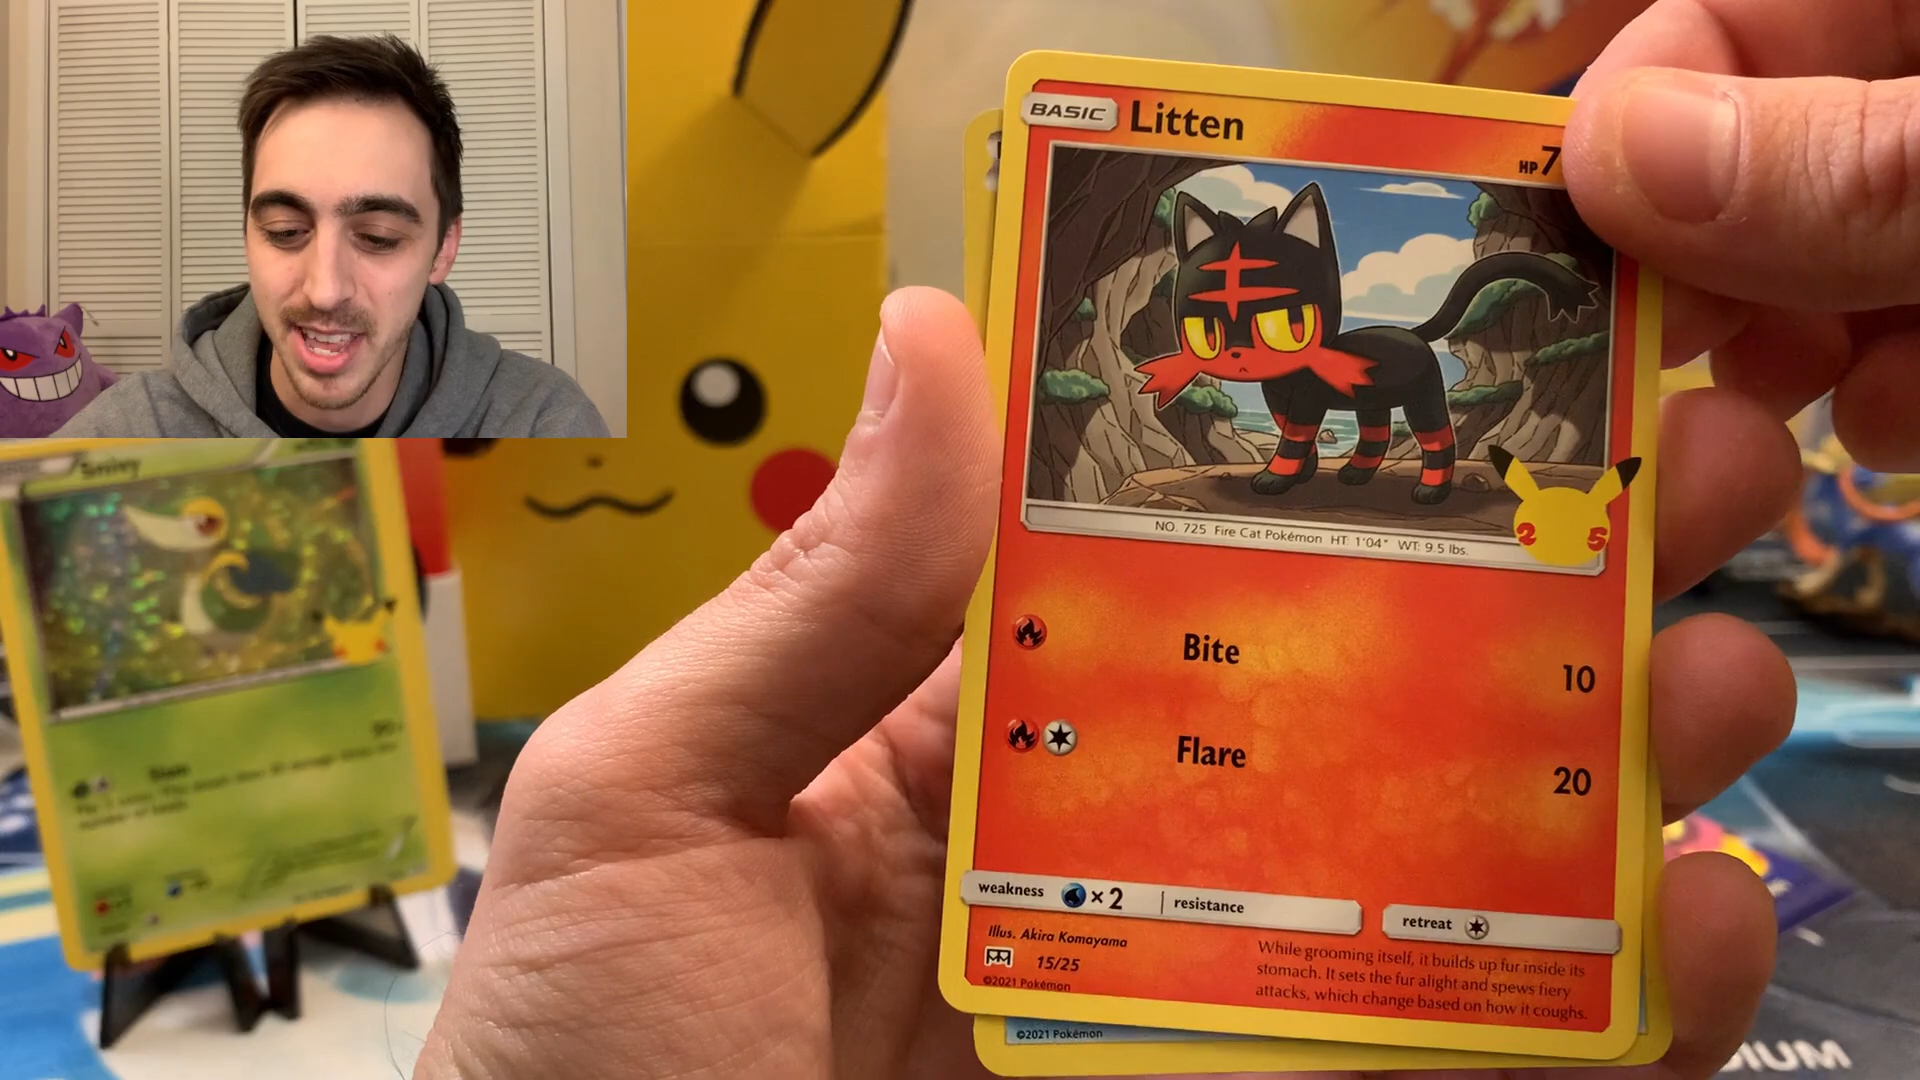 Snivy
BASIC Litten
HP 7
NO. 725 Fire Cat Pokémon HT: 1'04" WT: 9.5 lbs.
25
Bite 10
Flare 20
weakness ×2 resistance
retreat
Illus. Akira Komayama
15/25
©2021 Pokémon
While grooming itself, it builds up fur inside its
stomach. It sets the fur alight and spews fiery
attacks, which change based on how it coughs.
©2021 Pokémon
DIUM